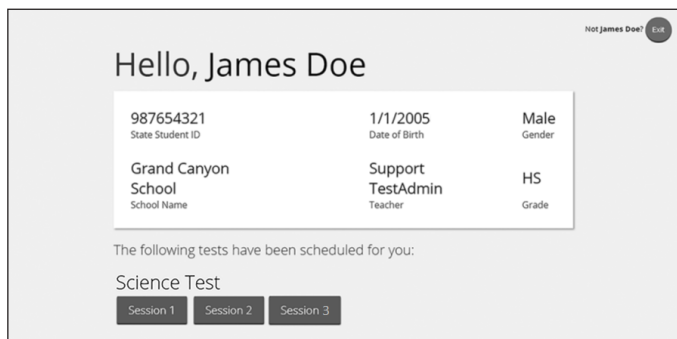 Not James Doe? Exit
Hello, James Doe
987654321 1/1/2005 Male
State Student ID Date of Birth Gender
Grand Canyon Support
School TestAdmin HS
School Name Teacher Grade
The following tests have been scheduled for you:
Science Test
Session 1 Session 2 Session 3